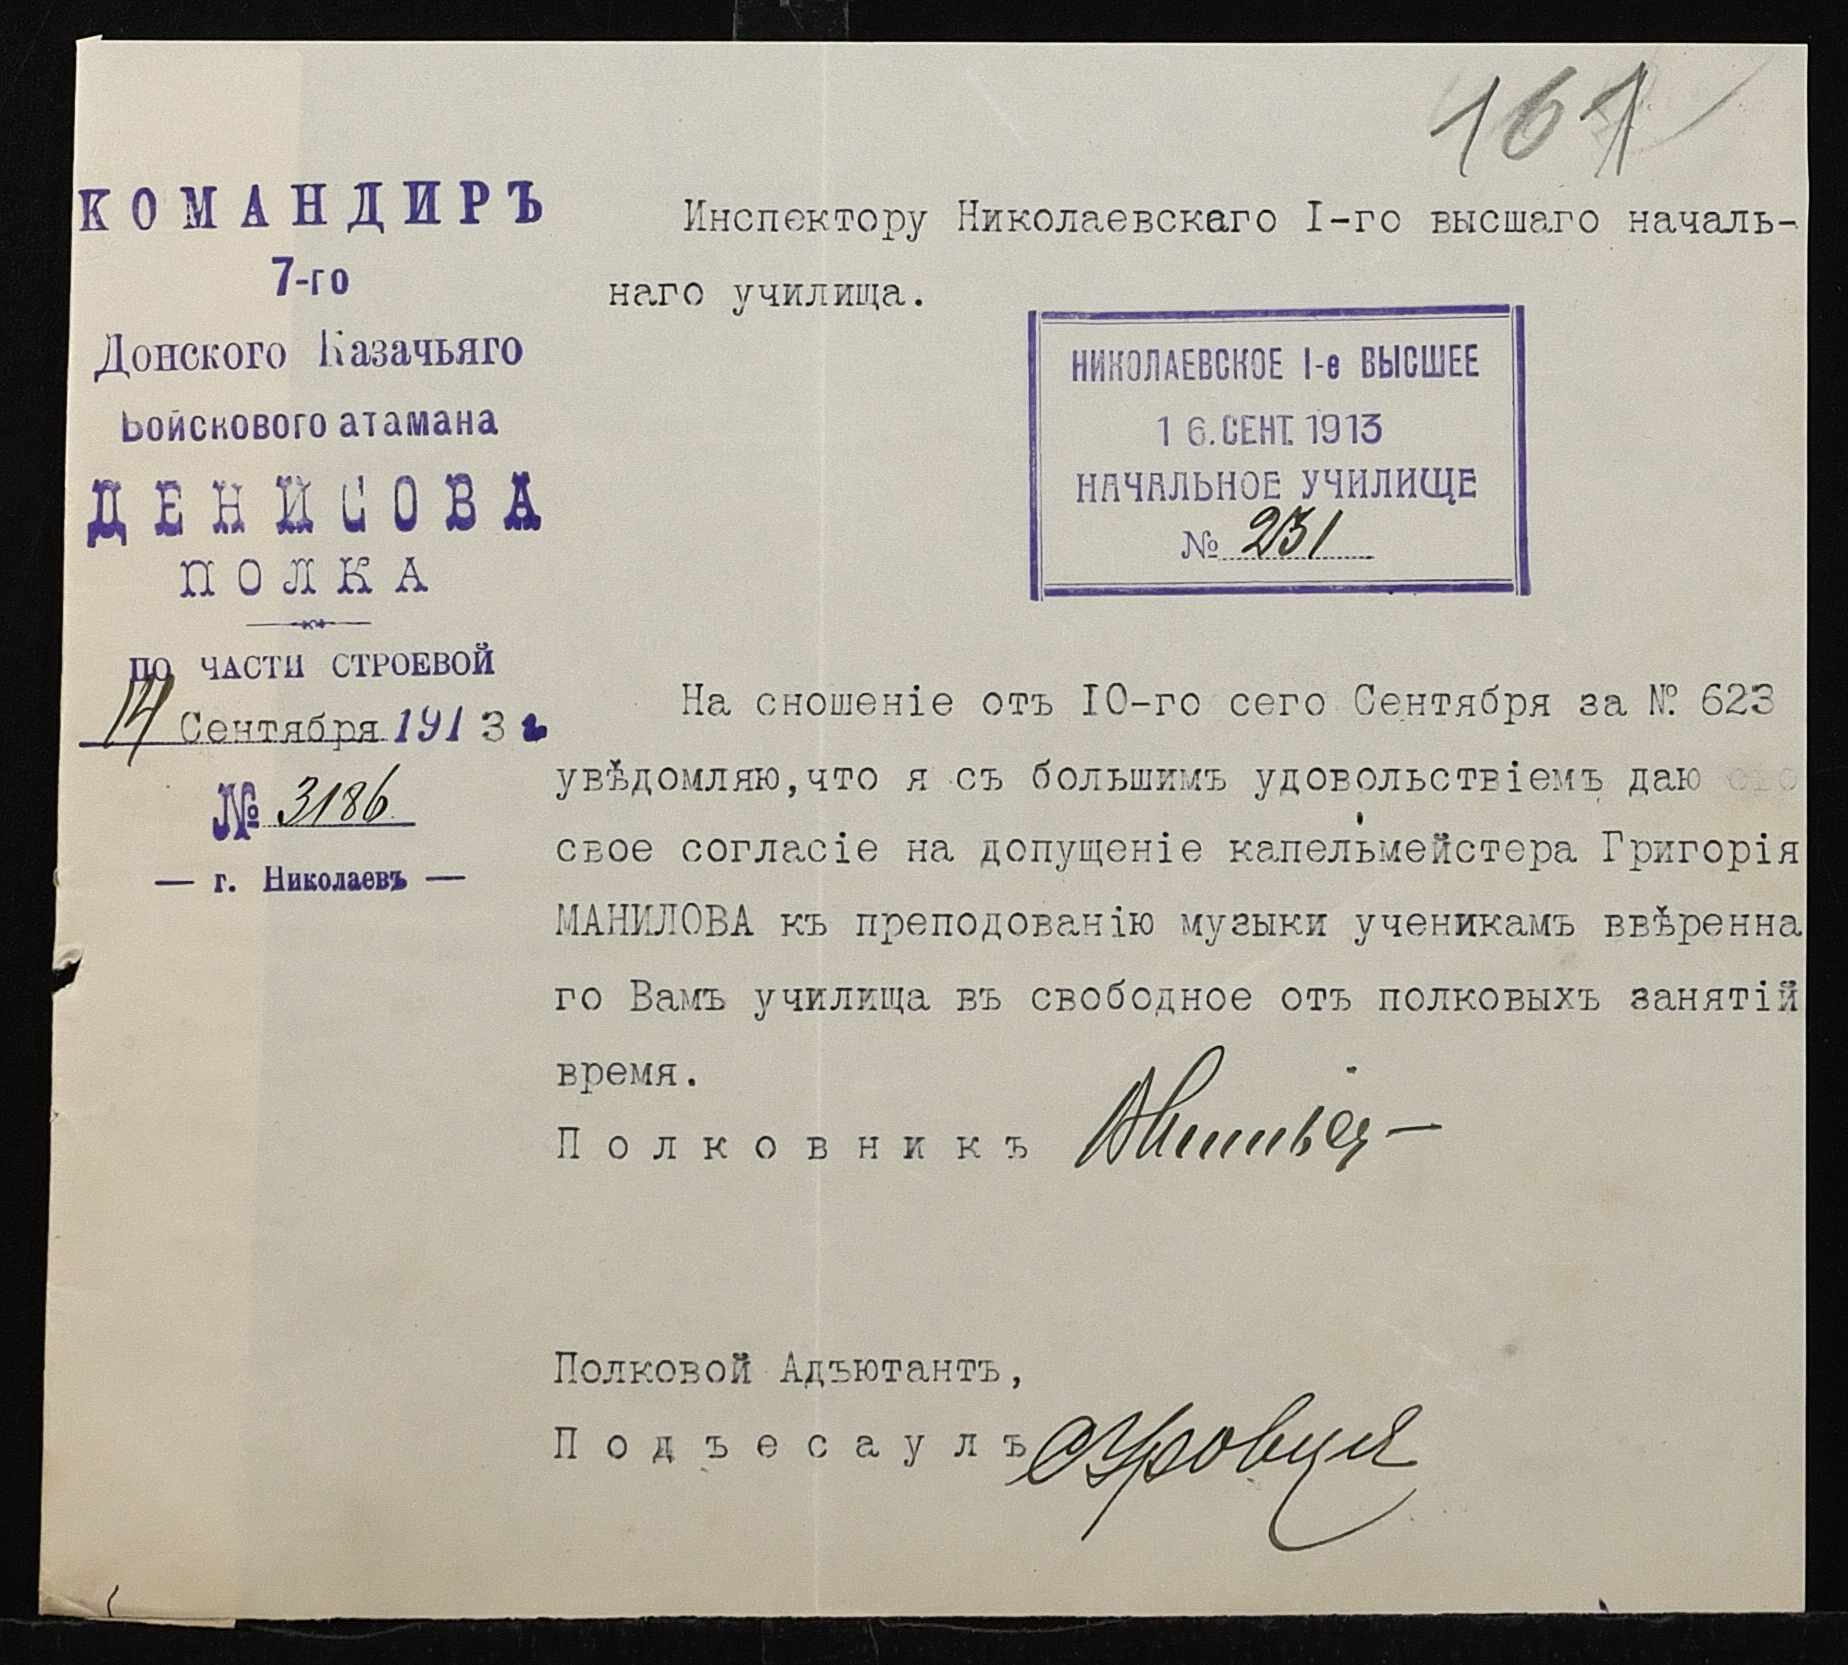 161
КОМАНДИРЪ
7-го
Донского Казачьяго
Войскового атамана
ДЕНИСОВА
ПОЛКА
ПО ЧАСТИ СТРОЕВОЙ
14 Сентября 1913 г.
№ 3186
— г. Николаевъ —
Инспектору Николаевскаго I-го высшаго началь-
наго училища.
НИКОЛАЕВСКОЕ I-е ВЫСШЕЕ
16.СЕНТ.1913
НАЧАЛЬНОЕ УЧИЛИЩЕ
№ 231
На сношеніе отъ IO-го сего Сентября за № 623
увѣдомляю,что я съ большимъ удовольствіемъ даю
свое согласіе на допущеніе капельмейстера Григорія
МАНИЛОВА къ преподованію музыки ученикамъ ввѣренна
го Вамъ училища въ свободное отъ полковыхъ занятій
время.
Полковникъ
Полковой Адъютантъ,
Подъесаулъ